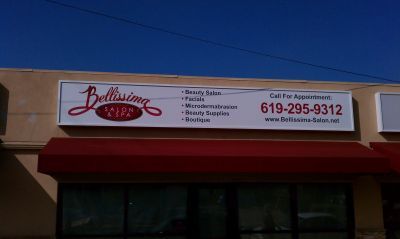 Bellissima
SALON
& SPA
• Beauty Salon
• Facials
• Microdermabrasion
• Beauty Supplies
• Boutique
Call For Appointment:
619-295-9312
www.Bellissima-Salon.net